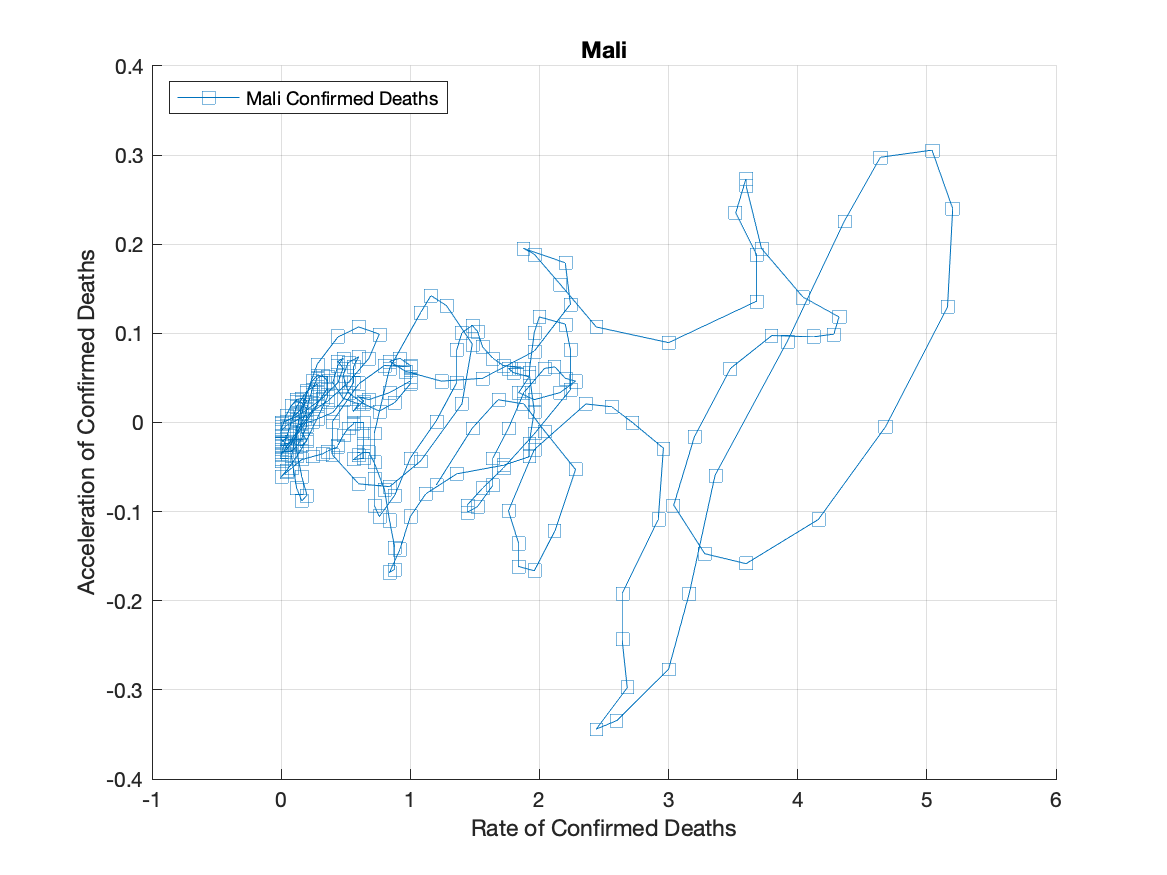 Mali
0.4
Mali Confirmed Deaths
0.3
0.2
0.1
0
-0.1
-0.2
-0.3
-0.4
Acceleration of Confirmed Deaths
-1 0 1 2 3 4 5 6
Rate of Confirmed Deaths